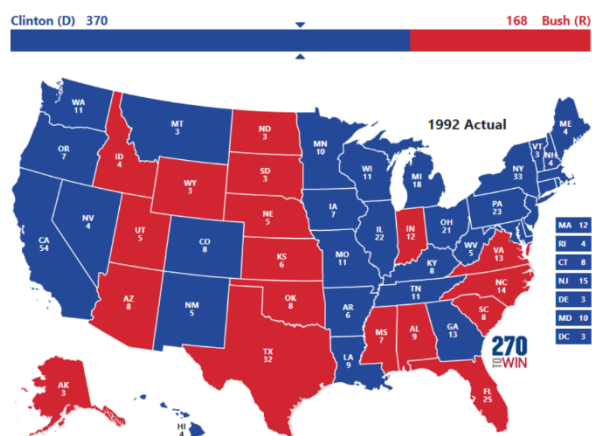 Clinton (D) 370
168 Bush (R)
1992 Actual
WA
11
OR
7
CA
54
NV
4
ID
4
MT
3
WY
3
UT
5
CO
8
AZ
8
NM
5
ND
3
SD
3
NE
5
KS
6
OK
8
TX
32
MN
10
IA
7
MO
11
AR
6
LA
9
WI
11
IL
22
MI
18
IN
12
OH
21
KY
8
TN
11
MS
7
AL
9
GA
13
FL
25
SC
8
NC
14
VA
13
WV
5
PA
23
NY
33
VT
3
NH
4
ME
4
MA 12
RI 4
CT 8
NJ 15
DE 3
MD 10
DC 3
AK
3
HI
4
270
TO WIN